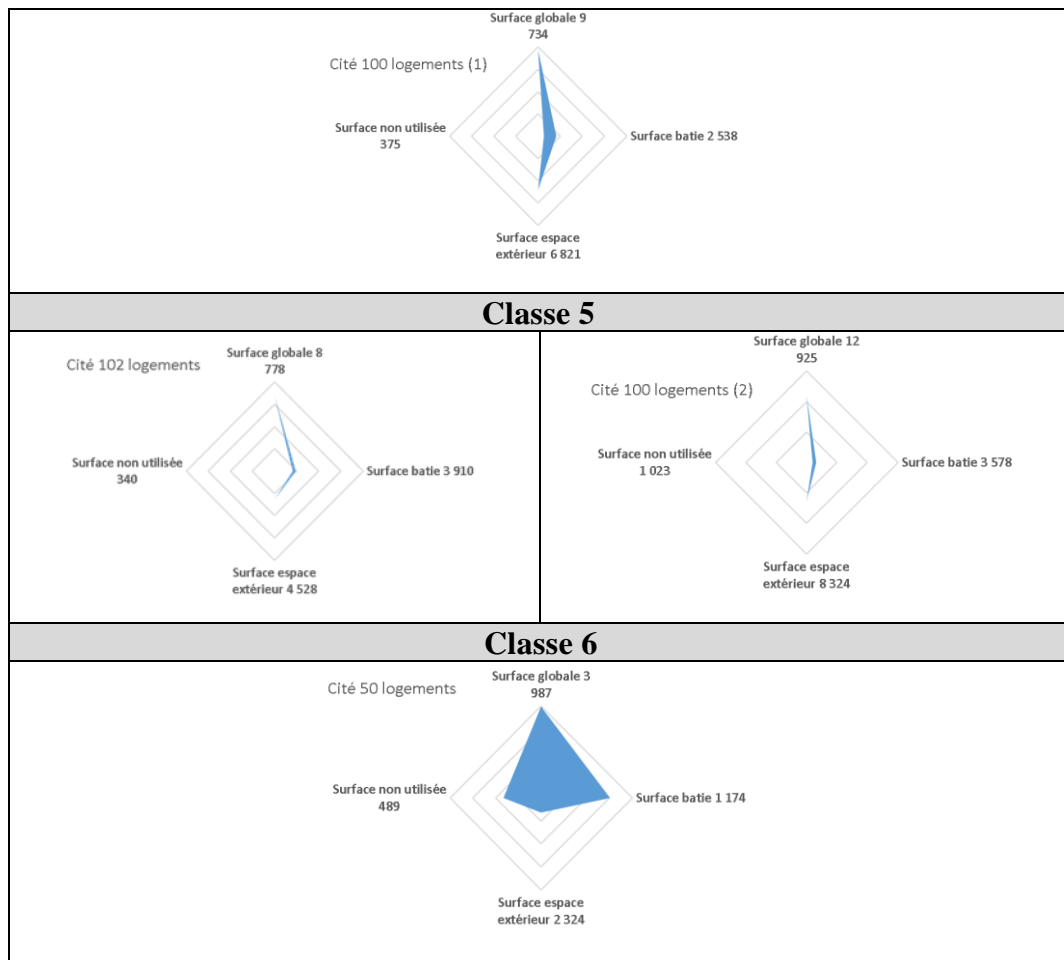 Surface globale 9
734
Cité 100 logements (1)
Surface non utilisée
375
Surface batie 2 538
Surface espace
extérieur 6 821
Classe 5
Cité 102 logements
Surface globale 8
778
Surface non utilisée
340
Surface batie 3 910
Surface espace
extérieur 4 528
Surface globale 12
925
Cité 100 logements (2)
Surface non utilisée
1 023
Surface batie 3 578
Surface espace
extérieur 8 324
Classe 6
Cité 50 logements
Surface globale 3
987
Surface non utilisée
489
Surface batie 1 174
Surface espace
extérieur 2 324